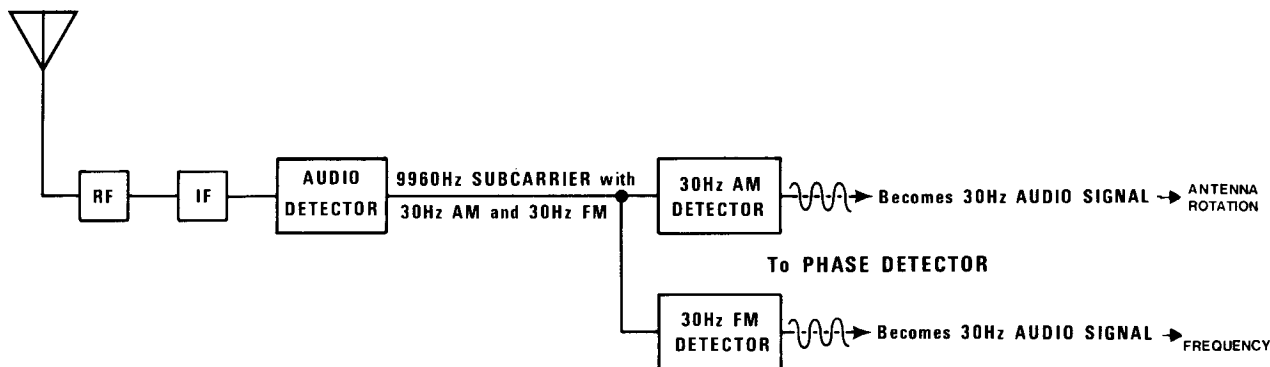 RF
IF
AUDIO
DETECTOR
9960Hz SUBCARRIER with
30Hz AM and 30Hz FM
30Hz AM
DETECTOR
Becomes 30Hz AUDIO SIGNAL
ANTENNA
ROTATION
To PHASE DETECTOR
30Hz FM
DETECTOR
Becomes 30Hz AUDIO SIGNAL
FREQUENCY